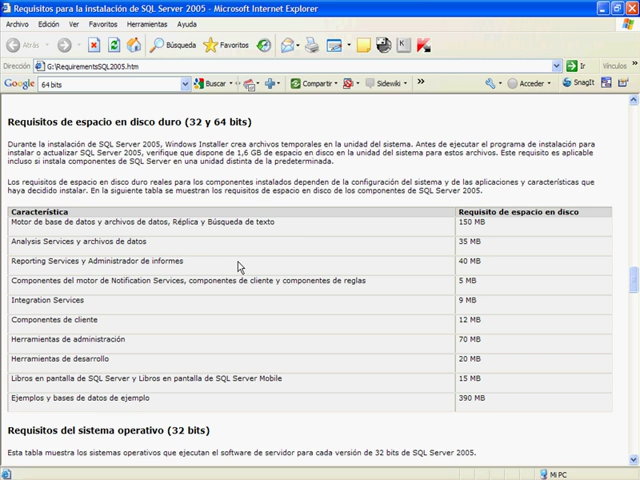 Requisitos para la instalación de SQL Server 2005 - Microsoft Internet Explorer
Archivo Edición Ver Favoritos Herramientas Ayuda
Atrás Búsqueda Favoritos
Dirección G:\RequirementsSQL2005.htm Ir Vínculos
Google 64 bits Buscar Compartir Sidewiki » Acceder SnagIt
Requisitos de espacio en disco duro (32 y 64 bits)
Durante la instalación de SQL Server 2005, Windows Installer crea archivos temporales en la unidad del sistema. Antes de ejecutar el programa de instalación para
instalar o actualizar SQL Server 2005, verifique que dispone de 1,6 GB de espacio en disco en la unidad del sistema para estos archivos. Este requisito es aplicable
incluso si instala componentes de SQL Server en una unidad distinta de la predeterminada.
Los requisitos de espacio en disco duro reales para los componentes instalados dependen de la configuración del sistema y de las aplicaciones y características que
haya decidido instalar. En la siguiente tabla se muestran los requisitos de espacio en disco de los componentes de SQL Server 2005.
Característica Requisito de espacio en disco
Motor de base de datos y archivos de datos, Réplica y Búsqueda de texto 150 MB
Analysis Services y archivos de datos 35 MB
Reporting Services y Administrador de informes 40 MB
Componentes del motor de Notification Services, componentes de cliente y componentes de reglas 5 MB
Integration Services 9 MB
Componentes de cliente 12 MB
Herramientas de administración 70 MB
Herramientas de desarrollo 20 MB
Libros en pantalla de SQL Server y Libros en pantalla de SQL Server Mobile 15 MB
Ejemplos y bases de datos de ejemplo 390 MB
Requisitos del sistema operativo (32 bits)
Esta tabla muestra los sistemas operativos que ejecutan el software de servidor para cada versión de 32 bits de SQL Server 2005.
Mi PC